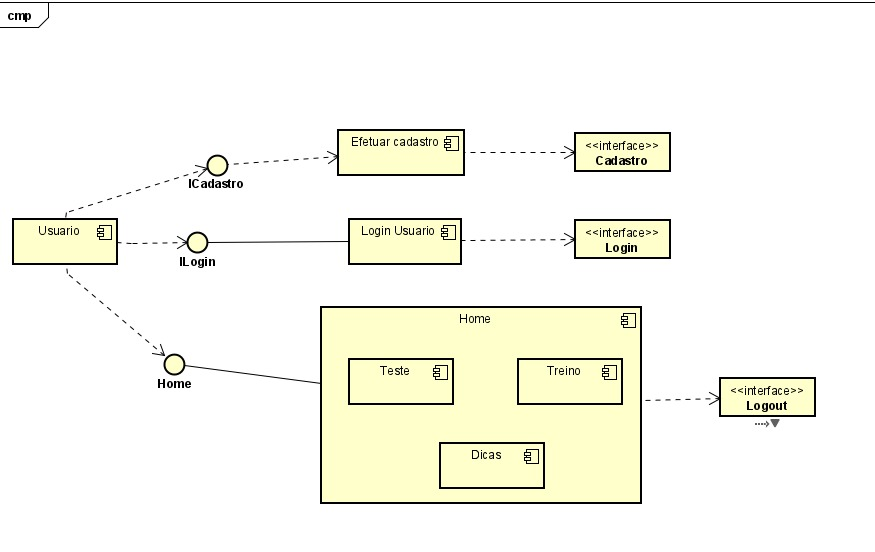 cmp
Efetuar cadastro
<<interface>>
Cadastro
ICadastro
Usuario
Login Usuario
<<interface>>
Login
ILogin
Home
Home
Teste
Treino
<<interface>>
Logout
Dicas